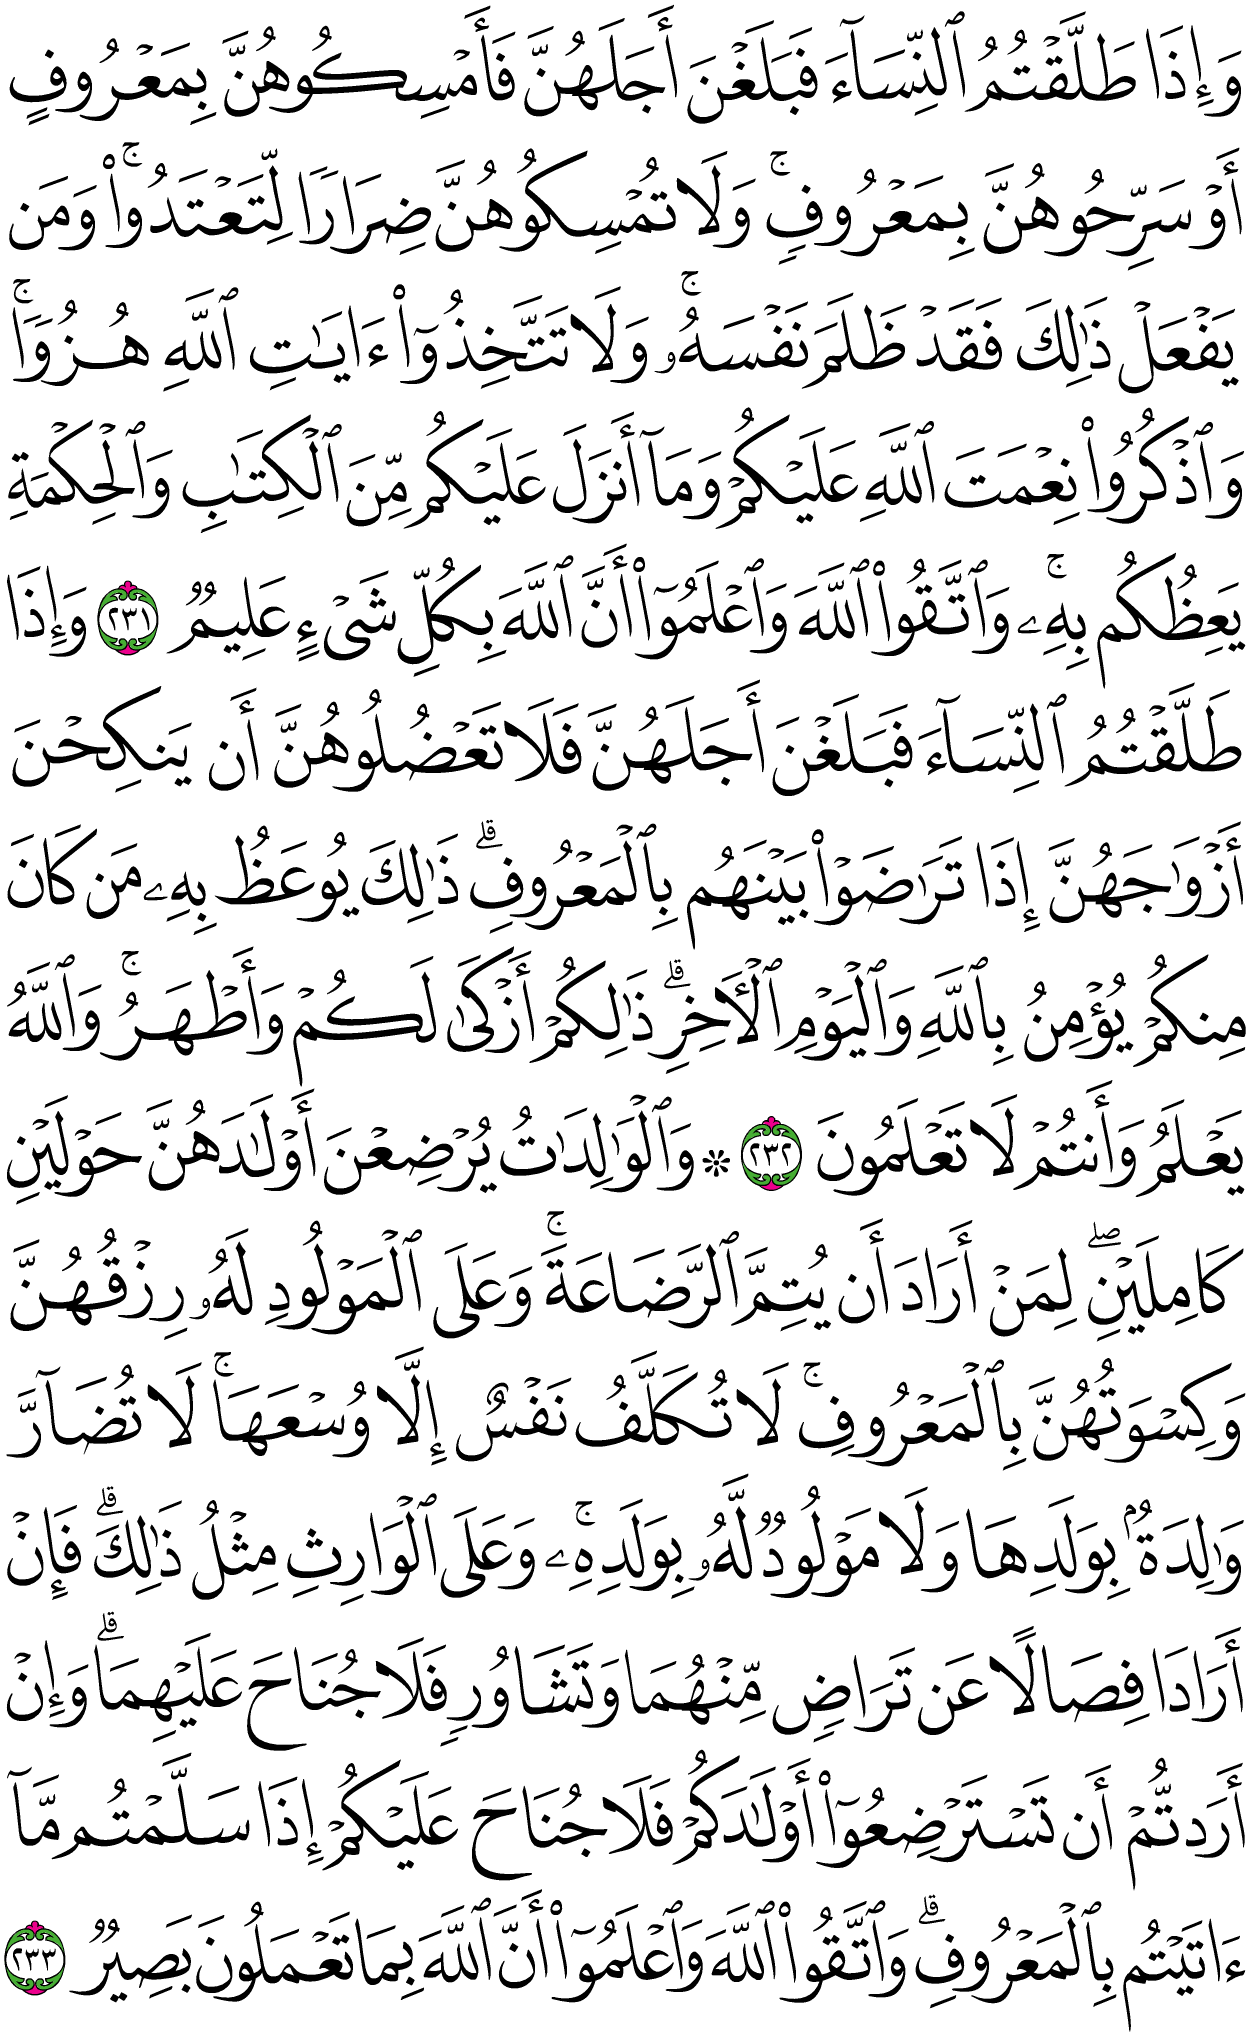 وَإِذَا طَلَّقۡتُمُ ٱلنِّسَآءَ فَبَلَغۡنَ أَجَلَهُنَّ فَأَمۡسِكُوهُنَّ بِمَعۡرُوفٍ
أَوۡ سَرِّحُوهُنَّ بِمَعۡرُوفٖۚ وَلَا تُمۡسِكُوهُنَّ ضِرَارٗا لِّتَعۡتَدُواْۚ وَمَن
يَفۡعَلۡ ذَٰلِكَ فَقَدۡ ظَلَمَ نَفۡسَهُۥۚ وَلَا تَتَّخِذُوٓاْ ءَايَٰتِ ٱللَّهِ هُزُوٗاۚ
وَٱذۡكُرُواْ نِعۡمَتَ ٱللَّهِ عَلَيۡكُمۡ وَمَآ أَنزَلَ عَلَيۡكُم مِّنَ ٱلۡكِتَٰبِ وَٱلۡحِكۡمَةِ
يَعِظُكُم بِهِۦۚ وَٱتَّقُواْ ٱللَّهَ وَٱعۡلَمُوٓاْ أَنَّ ٱللَّهَ بِكُلِّ شَيۡءٍ عَلِيمٞ ٢٣١ وَإِذَا
طَلَّقۡتُمُ ٱلنِّسَآءَ فَبَلَغۡنَ أَجَلَهُنَّ فَلَا تَعۡضُلُوهُنَّ أَن يَنكِحۡنَ
أَزۡوَٰجَهُنَّ إِذَا تَرَٰضَوۡاْ بَيۡنَهُم بِٱلۡمَعۡرُوفِۗ ذَٰلِكَ يُوعَظُ بِهِۦ مَن كَانَ
مِنكُمۡ يُؤۡمِنُ بِٱللَّهِ وَٱلۡيَوۡمِ ٱلۡأٓخِرِۗ ذَٰلِكُمۡ أَزۡكَىٰ لَكُمۡ وَأَطۡهَرُۚ وَٱللَّهُ
يَعۡلَمُ وَأَنتُمۡ لَا تَعۡلَمُونَ ٢٣٢ ۞ وَٱلۡوَٰلِدَٰتُ يُرۡضِعۡنَ أَوۡلَٰدَهُنَّ حَوۡلَيۡنِ
كَامِلَيۡنِۖ لِمَنۡ أَرَادَ أَن يُتِمَّ ٱلرَّضَاعَةَۚ وَعَلَى ٱلۡمَوۡلُودِ لَهُۥ رِزۡقُهُنَّ
وَكِسۡوَتُهُنَّ بِٱلۡمَعۡرُوفِۚ لَا تُكَلَّفُ نَفۡسٌ إِلَّا وُسۡعَهَاۚ لَا تُضَآرَّ
وَٰلِدَةُۢ بِوَلَدِهَا وَلَا مَوۡلُودٞ لَّهُۥ بِوَلَدِهِۦۚ وَعَلَى ٱلۡوَارِثِ مِثۡلُ ذَٰلِكَۗ فَإِنۡ
أَرَادَا فِصَالًا عَن تَرَاضٖ مِّنۡهُمَا وَتَشَاوُرٖ فَلَا جُنَاحَ عَلَيۡهِمَاۗ وَإِنۡ
أَرَدتُّمۡ أَن تَسۡتَرۡضِعُوٓاْ أَوۡلَٰدَكُمۡ فَلَا جُنَاحَ عَلَيۡكُمۡ إِذَا سَلَّمۡتُم مَّآ
ءَاتَيۡتُم بِٱلۡمَعۡرُوفِۗ وَٱتَّقُواْ ٱللَّهَ وَٱعۡلَمُوٓاْ أَنَّ ٱللَّهَ بِمَا تَعۡمَلُونَ بَصِيرٞ ٢٣٣